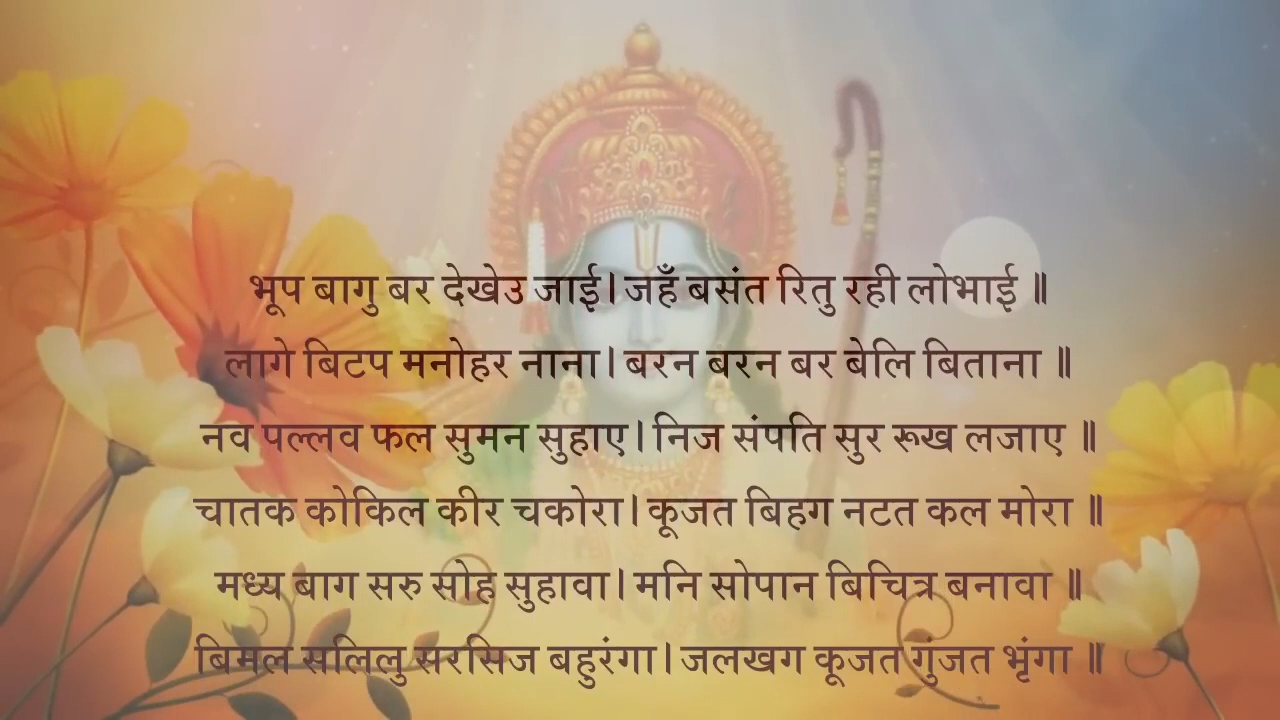 भूप बागु बर देखेउ जाई। जहँ बसंत रितु रही लोभाई ॥
लागे बिटप मनोहर नाना। बरन बरन बर बेलि बिताना ॥
नव पल्लव फल सुमन सुहाए। निज संपति सुर रूख लजाए ॥
चातक कोकिल कीर चकोरा। कूजत बिहग नटत कल मोरा ॥
मध्य बाग सरु सोह सुहावा। मनि सोपान बिचित्र बनावा ॥
बिमल सलिलु सरसिज बहुरंगा। जलखग कूजत गुंजत भृंगा ॥